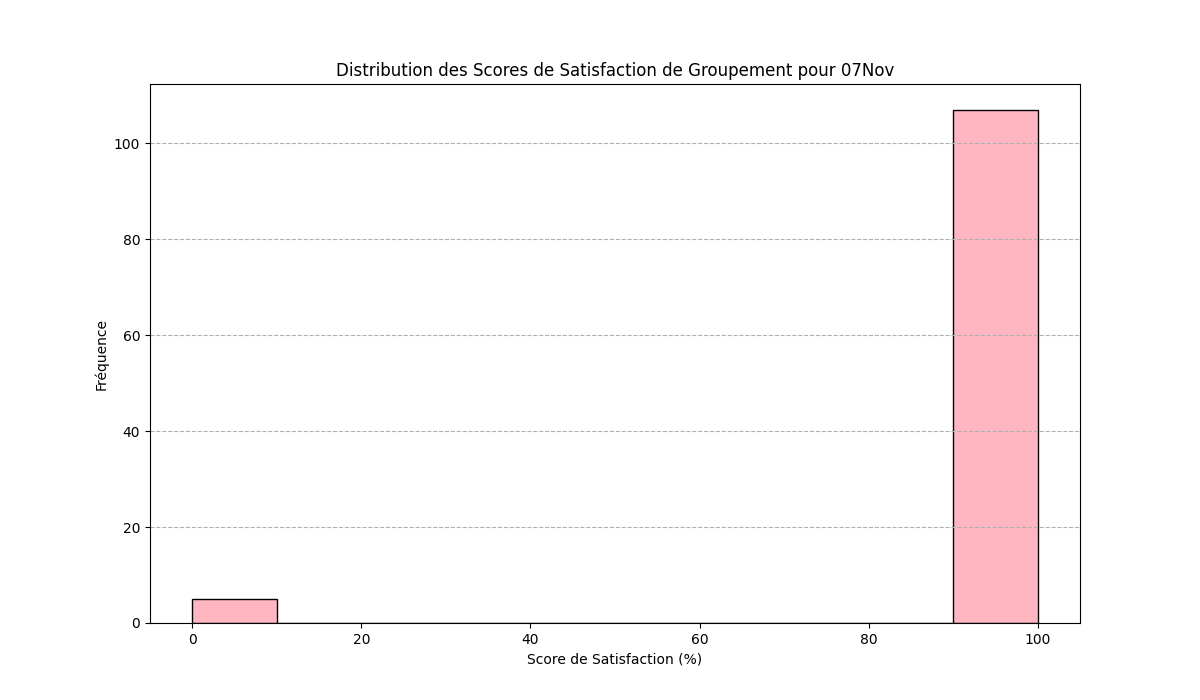 Distribution des Scores de Satisfaction de Groupement pour 07Nov
Fréquence
100
80
60
40
20
0
0 20 40 60 80 100
Score de Satisfaction (%)